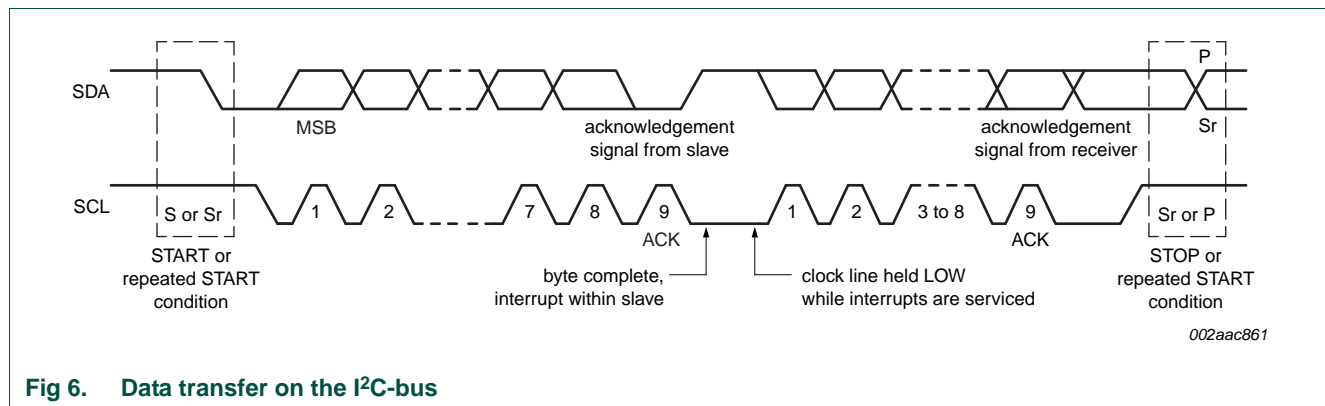 P
SDA
MSB
acknowledgement
signal from slave
acknowledgement
signal from receiver
Sr
SCL
S or Sr
1 2 7 8 9 1 2 3 to 8 9
Sr or P
ACK
ACK
START or
repeated START
condition
byte complete,
interrupt within slave
clock line held LOW
while interrupts are serviced
STOP or
repeated START
condition
002aac861
Fig 6. Data transfer on the I²C-bus